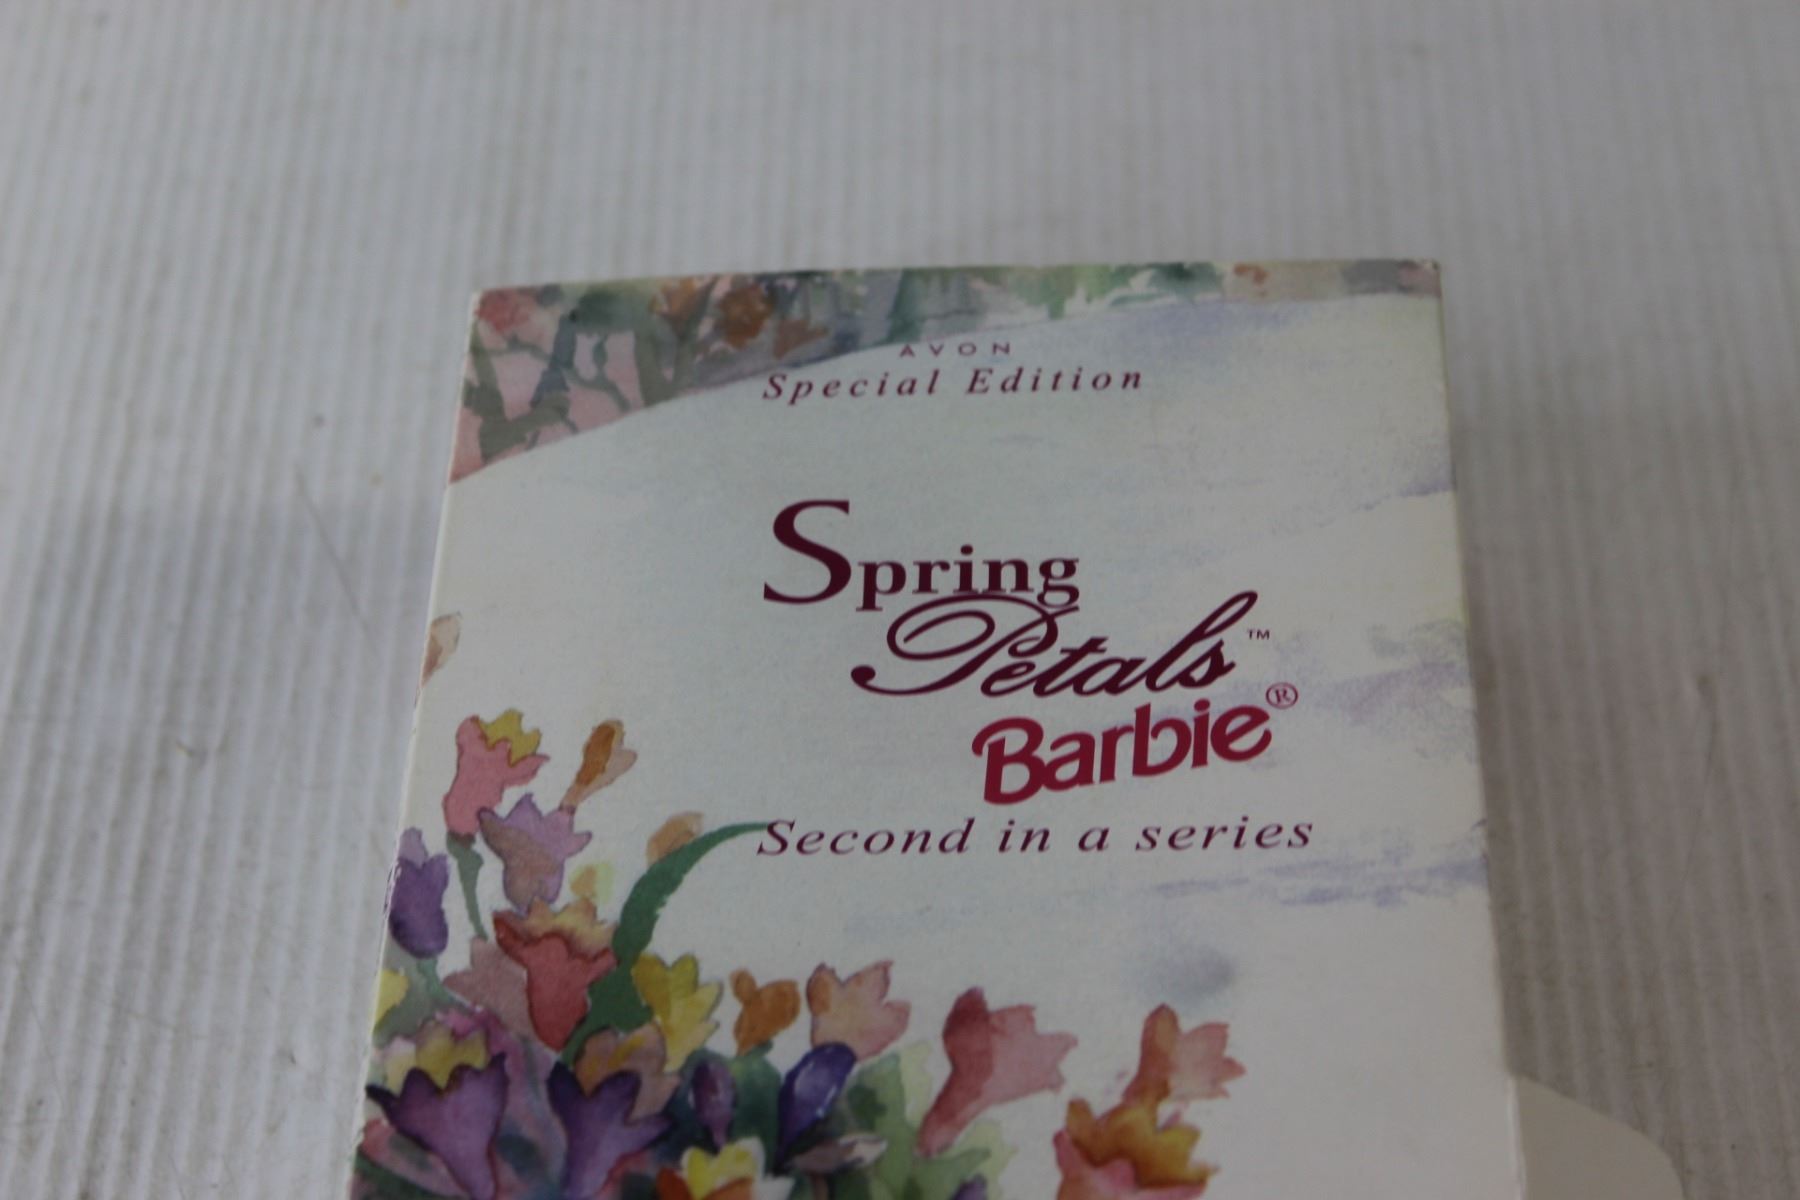 AVON
Special Edition
Spring
Petals™
Barbie®
Second in a series